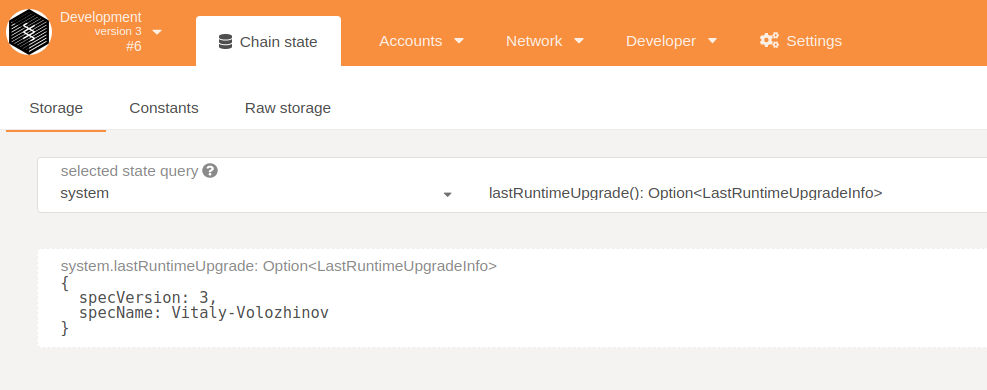 Development
version 3
#6
Chain state
Accounts
Network
Developer
Settings
Storage
Constants
Raw storage
selected state query ?
system
lastRuntimeUpgrade(): Option<LastRuntimeUpgradeInfo>
system.lastRuntimeUpgrade: Option<LastRuntimeUpgradeInfo>
{
  specVersion: 3,
  specName: Vitaly-Volozhinov
}